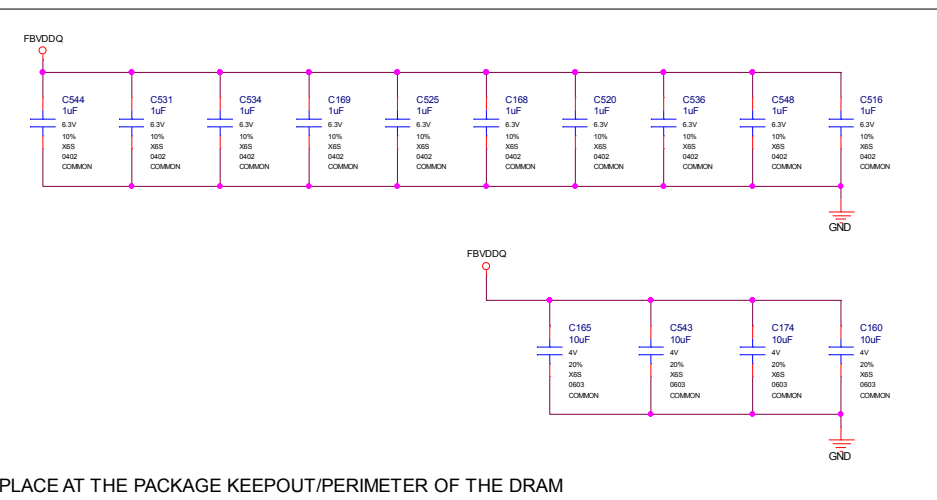 FBVDDQ
C544 C531 C534 C169 C525 C168 C520 C536 C548 C516
1uF 1uF 1uF 1uF 1uF 1uF 1uF 1uF 1uF 1uF
6.3V 6.3V 6.3V 6.3V 6.3V 6.3V 6.3V 6.3V 6.3V 6.3V
10% 10% 10% 10% 10% 10% 10% 10% 10% 10%
X6S X6S X6S X6S X6S X6S X6S X6S X6S X6S
0402 0402 0402 0402 0402 0402 0402 0402 0402 0402
COMMON COMMON COMMON COMMON COMMON COMMON COMMON COMMON COMMON COMMON
GND
FBVDDQ
C165 C543 C174 C160
10uF 10uF 10uF 10uF
4V 4V 4V 4V
20% 20% 20% 20%
X6S X6S X6S X6S
0603 0603 0603 0603
COMMON COMMON COMMON COMMON
GND
PLACE AT THE PACKAGE KEEPOUT/PERIMETER OF THE DRAM